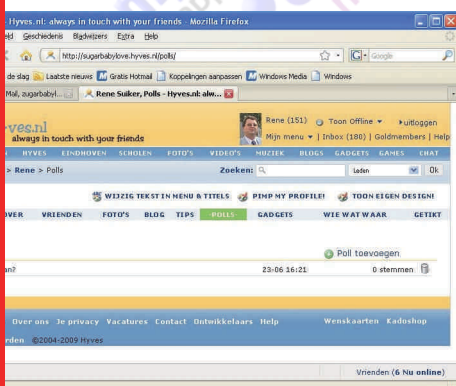 Hyves.nl: always in touch with your friends - Mozilla Firefox
eld Geschiedenis Bladwijzers Extra Help
http://sugarbabylove.hyves.nl/polls/
Google
de slag Laatste nieuws Gratis Hotmail Koppelingen aanpassen Windows Media Windows
Mail, zugarbabyl... Rene Suiker, Polls - Hyves.nl: alw...
ves.nl
always in touch with your friends
Rene (151) Toon Offline uitloggen
Mijn menu | Inbox (180) | Goldmembers | Help
N HYVES EINDHOVEN SCHOLEN FOTO'S VIDEO'S MUZIEK BLOGS GADGETS GAMES CHAT
> Rene > Polls Zoeken: Leden Ok
WIJZIG TEKST IN MENU & TITELS PIMP MY PROFILE! TOON EIGEN DESIGN!
OVER VRIENDEN FOTO'S BLOG TIPS POLLS GADGETS WIE WAT WAAR GETIKT
Poll toevoegen
an? 23-06 16:21 0 stemmen
Over ons Je privacy Vacatures Contact Ontwikkelaars Help Wenskaarten Kadoshop
rden ©2004-2009 Hyves
Vrienden (6 Nu online)